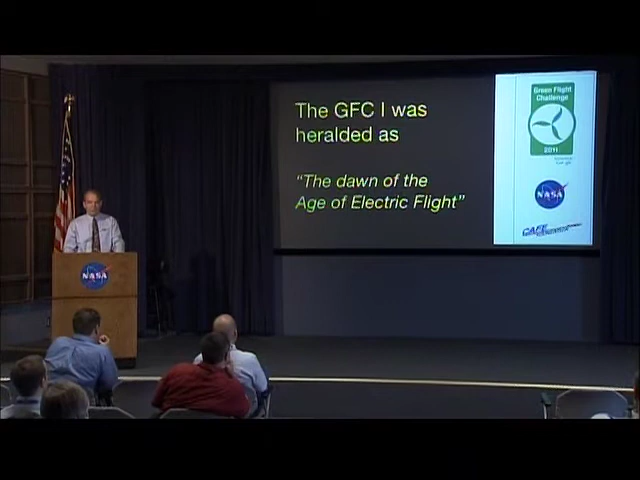 The GFC I was
heralded as
"The dawn of the
Age of Electric Flight"
Green Flight
Challenge
2011
NASA
CAFE
NASA